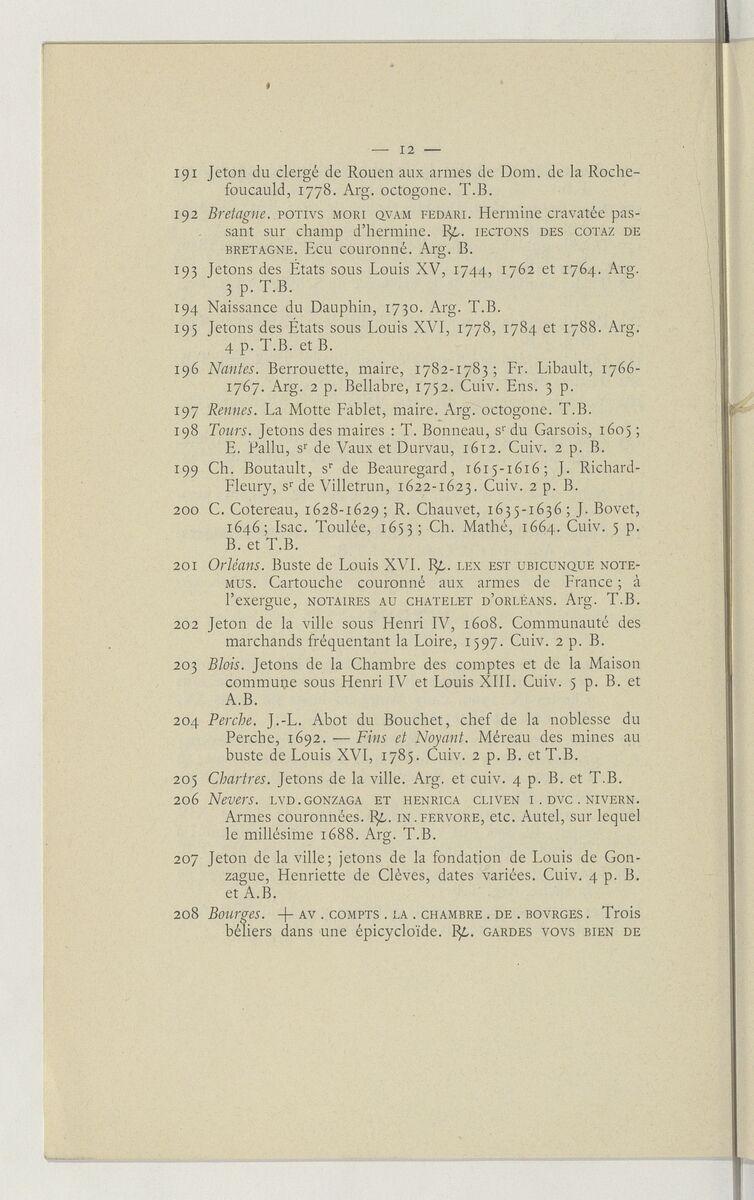 — 12 —
191 Jeton du clergé de Rouen aux armes de Dom. de la Roche-
foucauld, 1778. Arg. octogone. T.B.
192 Bretagne. POTIVS MORI QVAM FEDARI. Hermine cravatée pas-
sant sur champ d'hermine. ℞. IECTONS DES COTAZ DE
BRETAGNE. Ecu couronné. Arg. B.
193 Jetons des États sous Louis XV, 1744, 1762 et 1764. Arg.
3 p. T.B.
194 Naissance du Dauphin, 1730. Arg. T.B.
195 Jetons des États sous Louis XVI, 1778, 1784 et 1788. Arg.
4 p. T.B. et B.
196 Nantes. Berrouette, maire, 1782-1783 ; Fr. Libault, 1766-
1767. Arg. 2 p. Bellabre, 1752. Cuiv. Ens. 3 p.
197 Rennes. La Motte Fablet, maire. Arg. octogone. T.B.
198 Tours. Jetons des maires : T. Bonneau, sr du Garsois, 1605 ;
E. Pallu, sr de Vaux et Durvau, 1612. Cuiv. 2 p. B.
199 Ch. Boutault, sr de Beauregard, 1615-1616 ; J. Richard-
Fleury, sr de Villetrun, 1622-1623. Cuiv. 2 p. B.
200 C. Cotereau, 1628-1629 ; R. Chauvet, 1635-1636 ; J. Bovet,
1646 ; Isac. Toulée, 1653 ; Ch. Mathé, 1664. Cuiv. 5 p.
B. et T.B.
201 Orléans. Buste de Louis XVI. ℞. LEX EST UBICUNQUE NOTE-
MUS. Cartouche couronné aux armes de France ; à
l'exergue, NOTAIRES AU CHATELET D'ORLÉANS. Arg. T.B.
202 Jeton de la ville sous Henri IV, 1608. Communauté des
marchands fréquentant la Loire, 1597. Cuiv. 2 p. B.
203 Blois. Jetons de la Chambre des comptes et de la Maison
commune sous Henri IV et Louis XIII. Cuiv. 5 p. B. et
A.B.
204 Perche. J.-L. Abot du Bouchet, chef de la noblesse du
Perche, 1692. — Fins et Noyant. Méreau des mines au
buste de Louis XVI, 1785. Cuiv. 2 p. B. et T.B.
205 Chartres. Jetons de la ville. Arg. et cuiv. 4 p. B. et T.B.
206 Nevers. LVD.GONZAGA ET HENRICA CLIVEN I . DVC . NIVERN.
Armes couronnées. ℞. IN . FERVORE, etc. Autel, sur lequel
le millésime 1688. Arg. T.B.
207 Jeton de la ville ; jetons de la fondation de Louis de Gon-
zague, Henriette de Clèves, dates variées. Cuiv. 4 p. B.
et A.B.
208 Bourges. + AV . COMPTS . LA . CHAMBRE . DE . BOVRGES. Trois
béliers dans une épicycloïde. ℞. GARDES VOVS BIEN DE